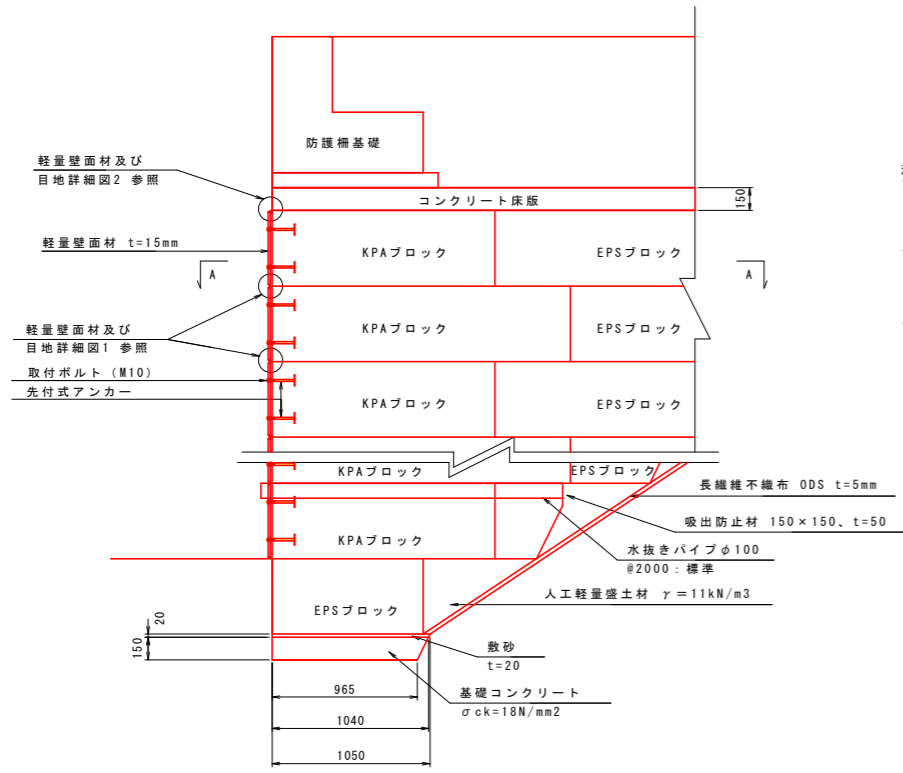 防護柵基礎
軽量壁面材及び
目地詳細図2 参照
コンクリート床版
150
軽量壁面材 t=15mm
KPAブロック
EPSブロック
A
A
KPAブロック
EPSブロック
軽量壁面材及び
目地詳細図1 参照
取付ボルト（M10）
先付式アンカー
KPAブロック
EPSブロック
KPAブロック
EPSブロック
長繊維不織布 ODS t=5mm
吸出防止材 150×150、t=50
KPAブロック
水抜きパイプφ100
@2000：標準
人工軽量盛土材 γ＝11kN/m3
EPSブロック
20
150
敷砂
t=20
965
基礎コンクリート
σck=18N/mm2
1040
1050